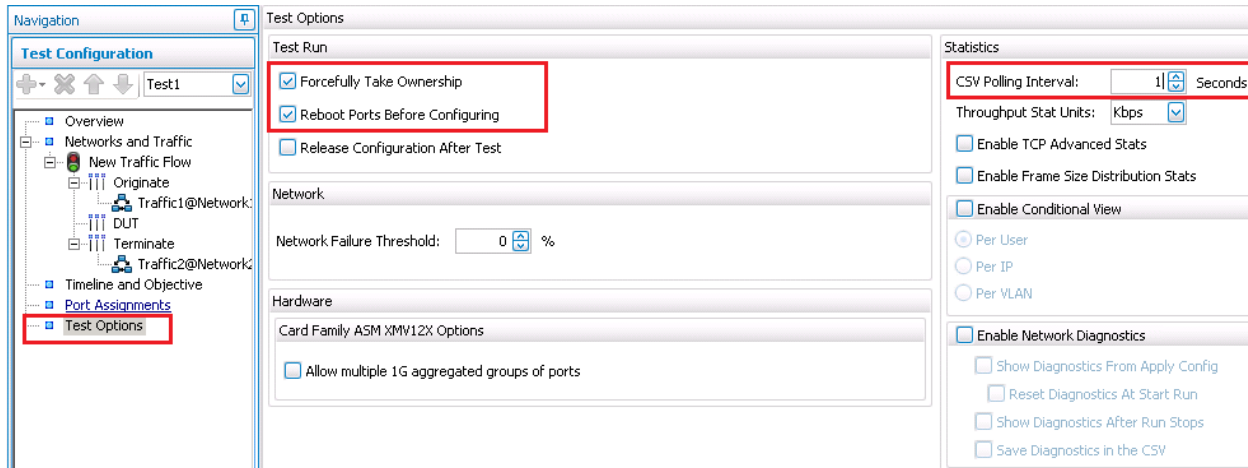 Navigation
Test Configuration
Test1
Overview
Networks and Traffic
New Traffic Flow
Originate
Traffic1@Network
DUT
Terminate
Traffic2@Network2
Timeline and Objective
Port Assignments
Test Options
Test Options
Test Run
Forcefully Take Ownership
Reboot Ports Before Configuring
Release Configuration After Test
Network
Network Failure Threshold: 0 %
Hardware
Card Family ASM XMV12X Options
Allow multiple 1G aggregated groups of ports
Statistics
CSV Polling Interval: 1 Seconds
Throughput Stat Units: Kbps
Enable TCP Advanced Stats
Enable Frame Size Distribution Stats
Enable Conditional View
Per User
Per IP
Per VLAN
Enable Network Diagnostics
Show Diagnostics From Apply Config
Reset Diagnostics At Start Run
Show Diagnostics After Run Stops
Save Diagnostics in the CSV